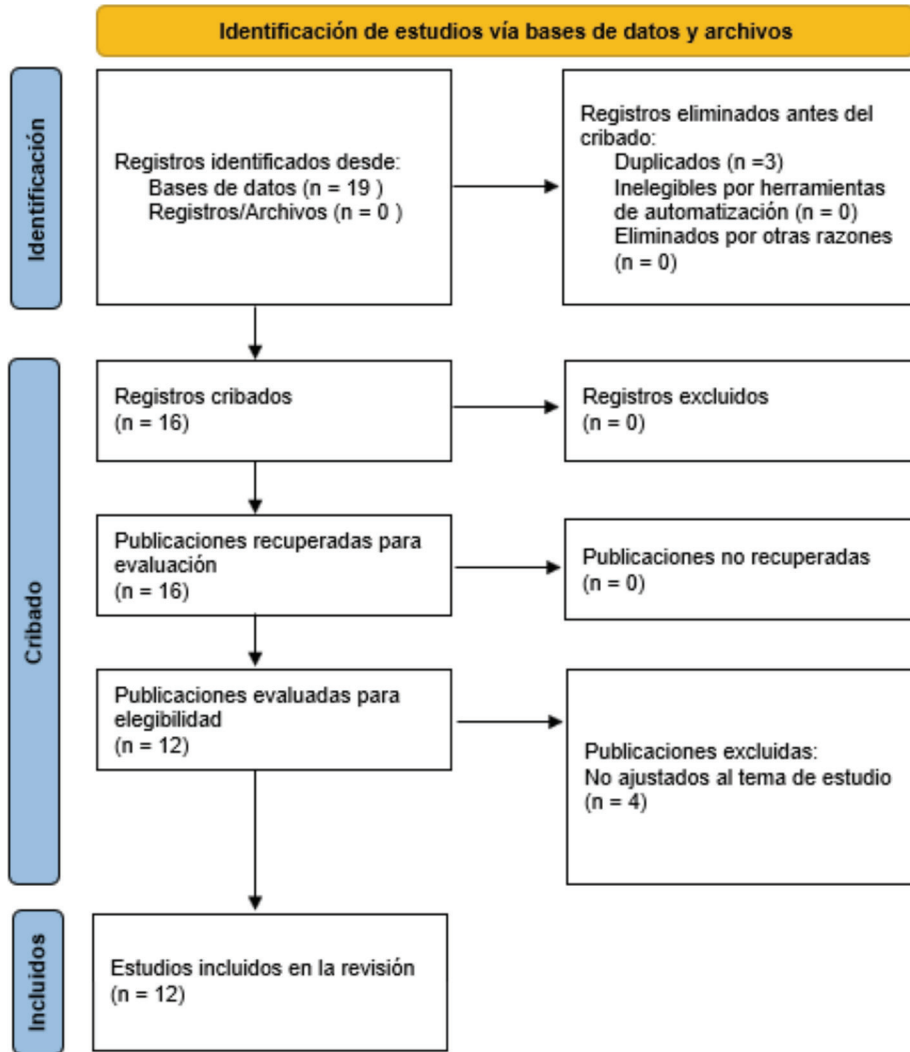 Identificación de estudios vía bases de datos y archivos
Identificación
Registros identificados desde:
Bases de datos (n = 19 )
Registros/Archivos (n = 0 )
Registros eliminados antes del
cribado:
Duplicados (n =3)
Inelegibles por herramientas
de automatización (n = 0)
Eliminados por otras razones
(n = 0)
Cribado
Registros cribados
(n = 16)
Registros excluidos
(n = 0)
Publicaciones recuperadas para
evaluación
(n = 16)
Publicaciones no recuperadas
(n = 0)
Publicaciones evaluadas para
elegibilidad
(n = 12)
Publicaciones excluidas:
No ajustados al tema de estudio
(n = 4)
Incluidos
Estudios incluidos en la revisión
(n = 12)